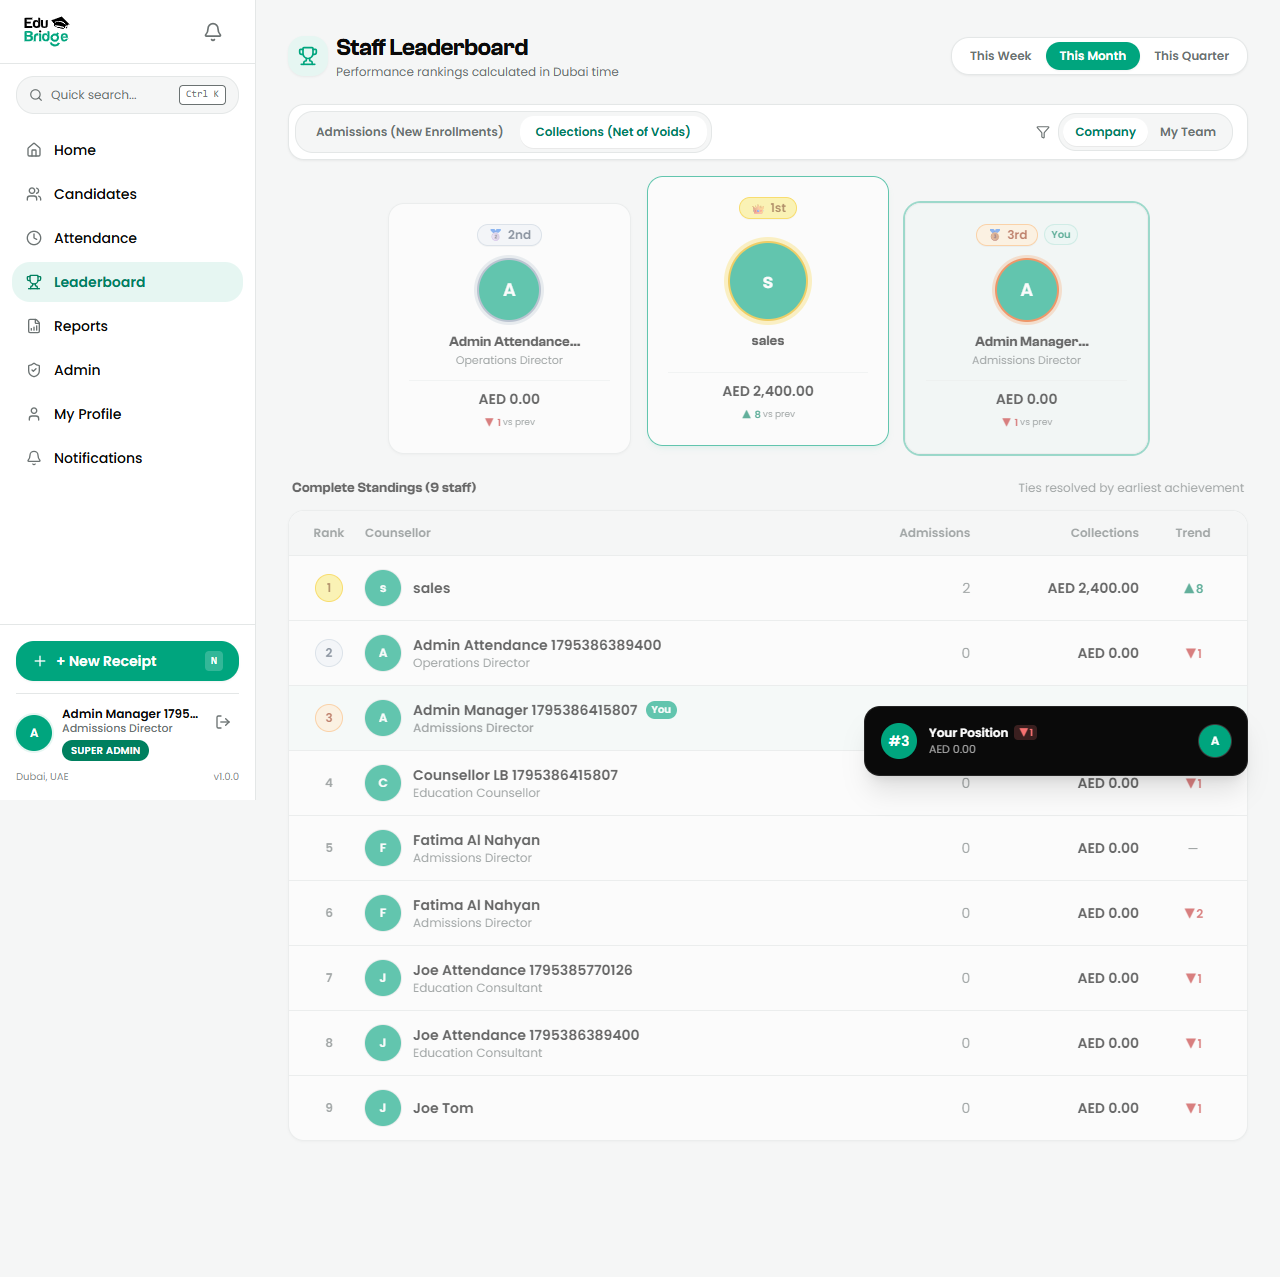 Edu
Bridge
Quick search...
Ctrl K
Home
Candidates
Attendance
Leaderboard
Reports
Admin
My Profile
Notifications
+ New Receipt
N
A
Admin Manager 1795...
Admissions Director
SUPER ADMIN
Dubai, UAE
v1.0.0
Staff Leaderboard
Performance rankings calculated in Dubai time
This Week
This Month
This Quarter
Admissions (New Enrollments)
Collections (Net of Voids)
Company
My Team
2nd
A
Admin Attendance...
Operations Director
AED 0.00
▼ 1 vs prev
1st
s
sales
AED 2,400.00
▲ 8 vs prev
3rd
You
A
Admin Manager...
Admissions Director
AED 0.00
▼ 1 vs prev
Complete Standings (9 staff)
Ties resolved by earliest achievement
Rank Counsellor Admissions Collections Trend
1 s sales 2 AED 2,400.00 ▲8
2 A Admin Attendance 1795386389400 0 AED 0.00 ▼1
Operations Director
3 A Admin Manager 1795386415807 You
Admissions Director
#3 Your Position ▼1 A
AED 0.00
4 C Counsellor LB 1795386415807 0 AED 0.00 ▼1
Education Counsellor
5 F Fatima Al Nahyan 0 AED 0.00 —
Admissions Director
6 F Fatima Al Nahyan 0 AED 0.00 ▼2
Admissions Director
7 J Joe Attendance 1795385770126 0 AED 0.00 ▼1
Education Consultant
8 J Joe Attendance 1795386389400 0 AED 0.00 ▼1
Education Consultant
9 J Joe Tom 0 AED 0.00 ▼1